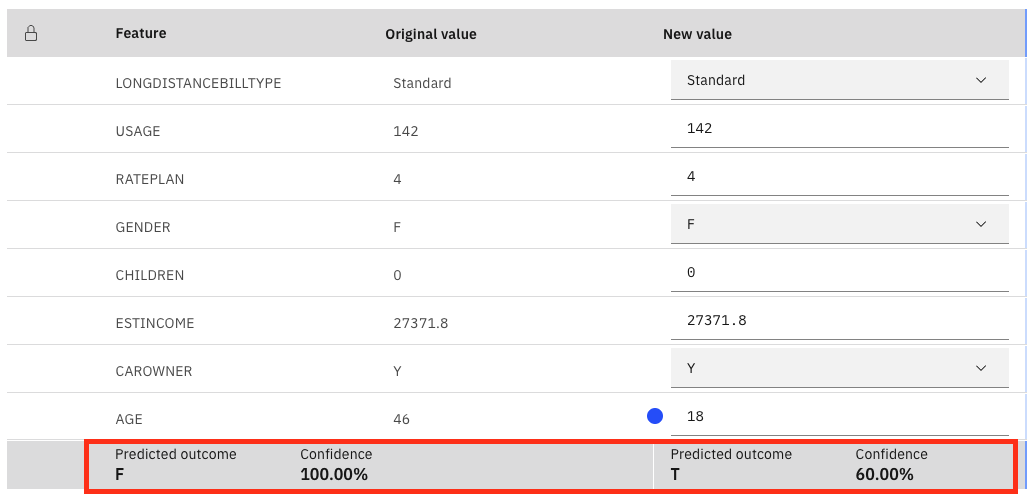 Feature Original value New value
LONGDISTANCEBILLTYPE Standard Standard
USAGE 142 142
RATEPLAN 4 4
GENDER F F
CHILDREN 0 0
ESTINCOME 27371.8 27371.8
CAROWNER Y Y
AGE 46 18
Predicted outcome Confidence Predicted outcome Confidence
F 100.00% T 60.00%